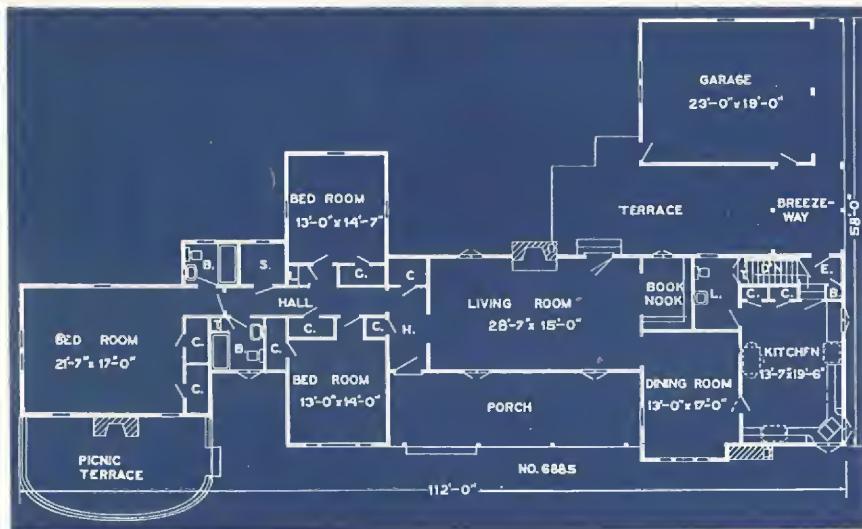 GARAGE
23'-0" x 19'-0"
BED ROOM
13'-0" x 14'-7"
TERRACE
BREEZE-
WAY
58'-0"
B.
S.
C.
C.
HALL
LIVING ROOM
28'-7" x 15'-0"
BOOK
NOOK
L.
DN
E.
C.
C.
B.
BED ROOM
21'-7" x 17'-0"
C.
C.
B.
C.
C.
C.
H.
BED ROOM
13'-0" x 14'-0"
PORCH
DINING ROOM
13'-0" x 17'-0"
KITCHEN
13'-7" x 19'-6"
PICNIC
TERRACE
NO. 6885
112'-0"